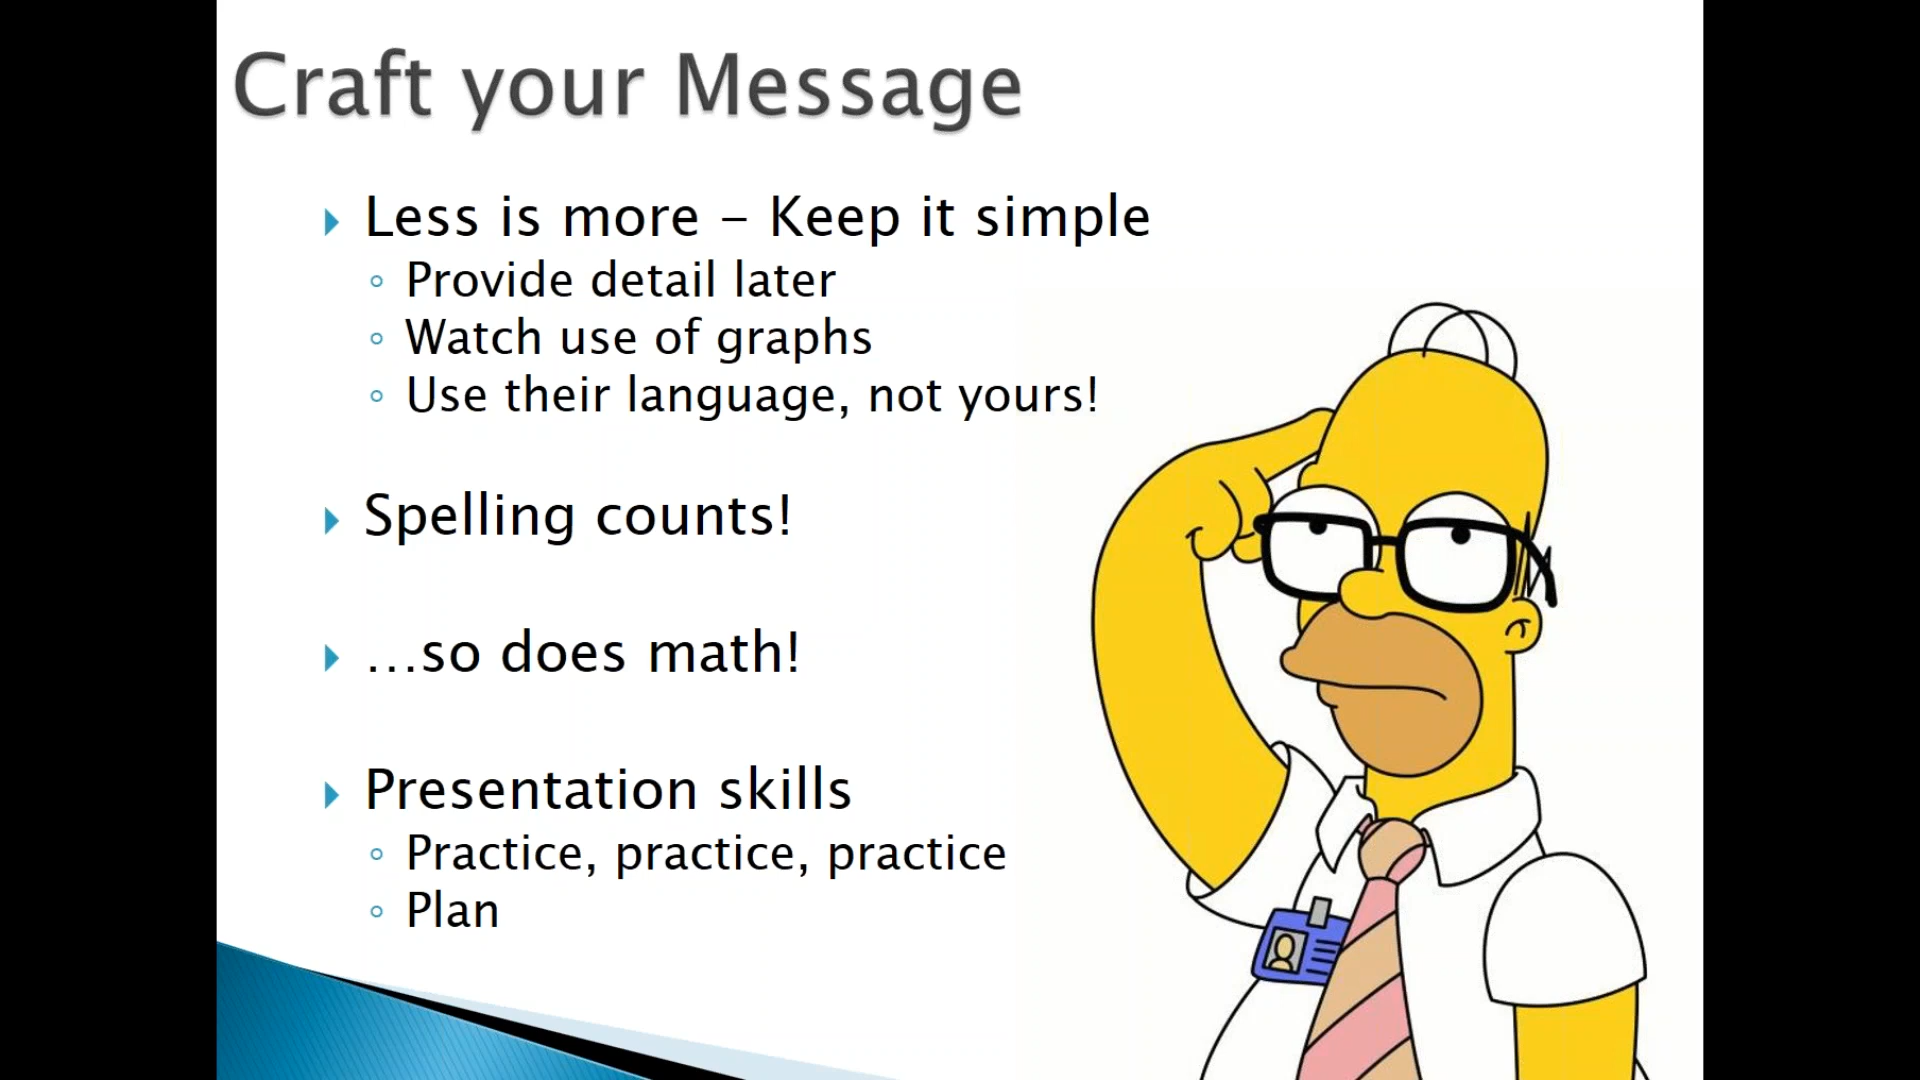 Craft your Message
Less is more – Keep it simple
Provide detail later
Watch use of graphs
Use their language, not yours!
Spelling counts!
…so does math!
Presentation skills
Practice, practice, practice
Plan